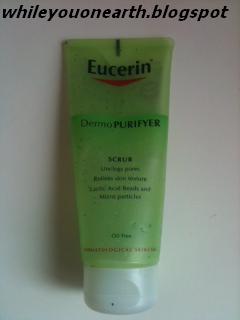 whileyouonearth.blogspot
Eucerin®
DermoPURIFYER
SCRUB
Unclogs pores
Refines skin texture
Lactic Acid Beads and
Micro particles
Oil Free
DERMATOLOGICAL SKINCARE